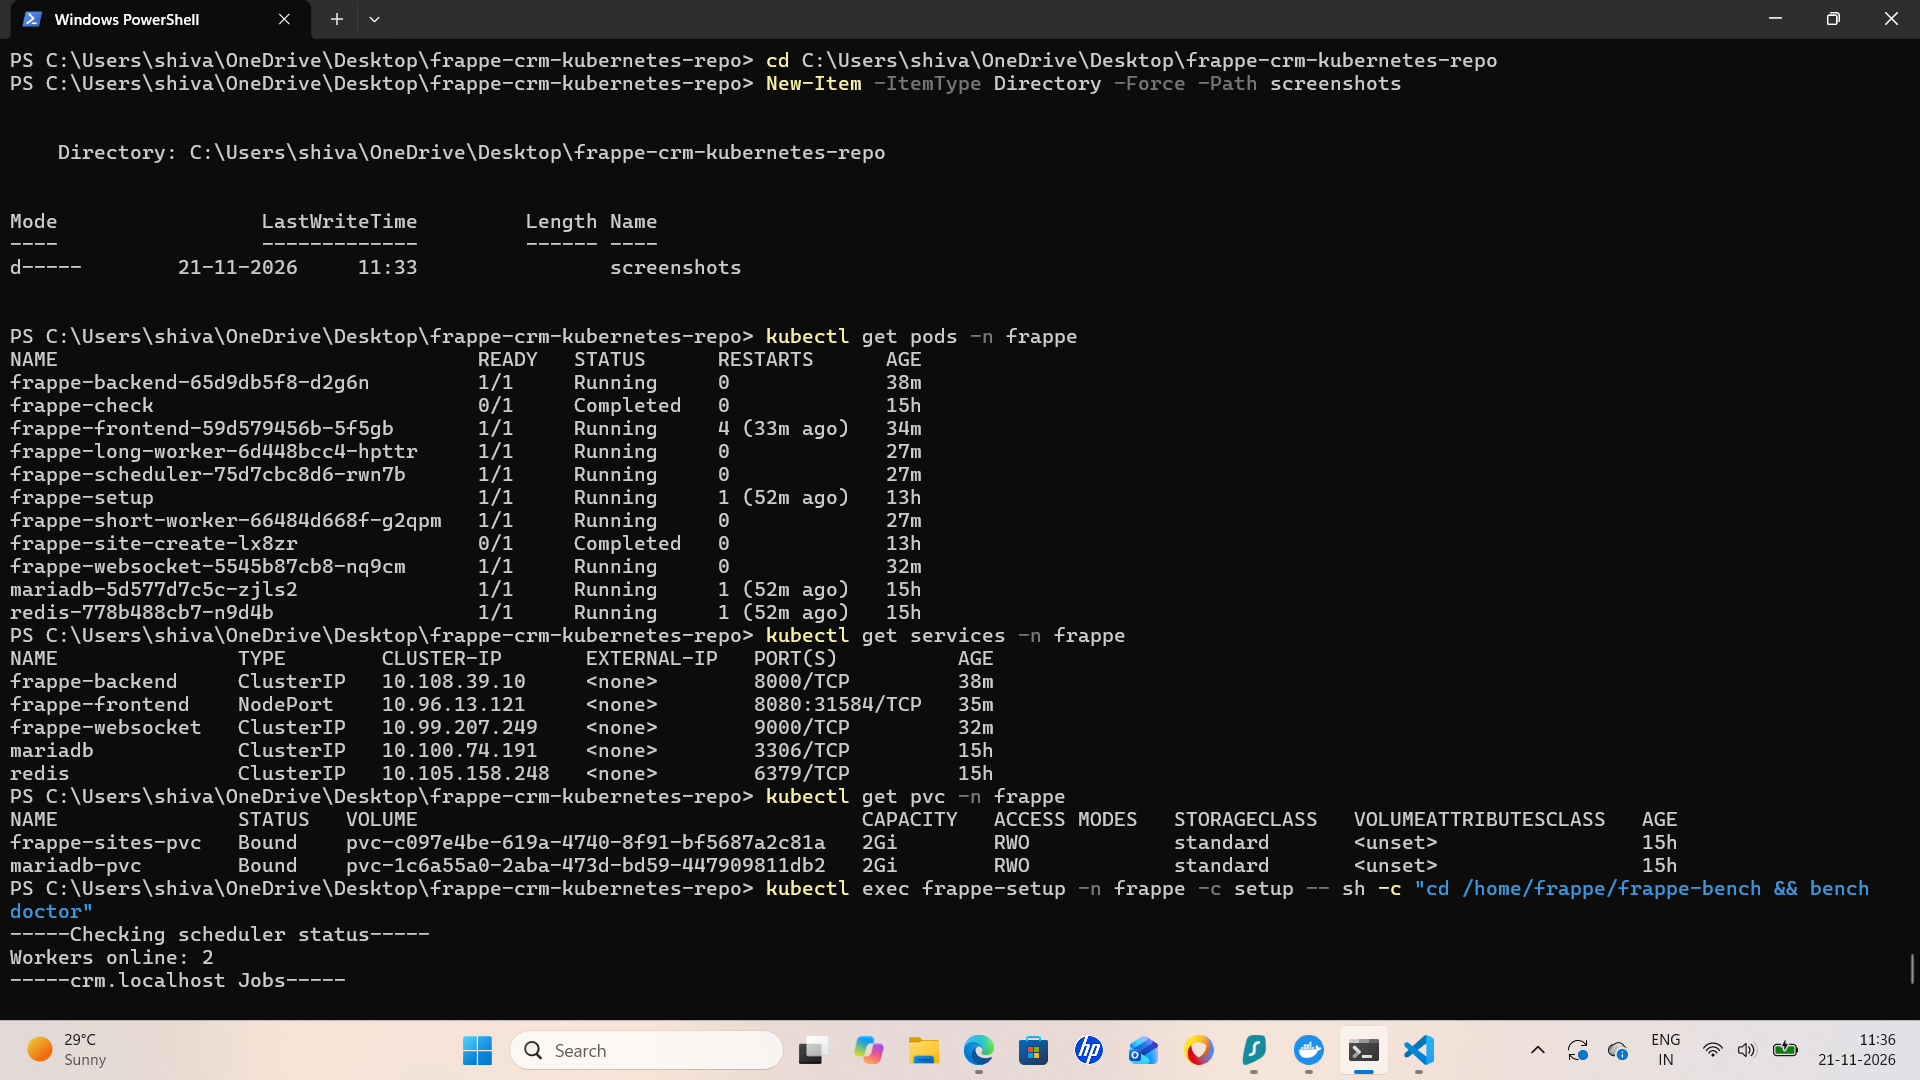 Windows PowerShell
PS C:\Users\shiva\OneDrive\Desktop\frappe-crm-kubernetes-repo> cd C:\Users\shiva\OneDrive\Desktop\frappe-crm-kubernetes-repo
PS C:\Users\shiva\OneDrive\Desktop\frappe-crm-kubernetes-repo> New-Item -ItemType Directory -Force -Path screenshots
Directory: C:\Users\shiva\OneDrive\Desktop\frappe-crm-kubernetes-repo
Mode                 LastWriteTime         Length Name
----                 -------------         ------ ----
d-----        21-11-2026     11:33                screenshots
PS C:\Users\shiva\OneDrive\Desktop\frappe-crm-kubernetes-repo> kubectl get pods -n frappe
NAME                                   READY   STATUS      RESTARTS      AGE
frappe-backend-65d9db5f8-d2g6n         1/1     Running     0             38m
frappe-check                           0/1     Completed   0             15h
frappe-frontend-59d579456b-5f5gb       1/1     Running     4 (33m ago)   34m
frappe-long-worker-6d448bcc4-hpttr     1/1     Running     0             27m
frappe-scheduler-75d7cbc8d6-rwn7b      1/1     Running     0             27m
frappe-setup                           1/1     Running     1 (52m ago)   13h
frappe-short-worker-66484d668f-g2qpm   1/1     Running     0             27m
frappe-site-create-lx8zr               0/1     Completed   0             13h
frappe-websocket-5545b87cb8-nq9cm      1/1     Running     0             32m
mariadb-5d577d7c5c-zjls2               1/1     Running     1 (52m ago)   15h
redis-778b488cb7-n9d4b                 1/1     Running     1 (52m ago)   15h
PS C:\Users\shiva\OneDrive\Desktop\frappe-crm-kubernetes-repo> kubectl get services -n frappe
NAME               TYPE        CLUSTER-IP       EXTERNAL-IP   PORT(S)          AGE
frappe-backend     ClusterIP   10.108.39.10     <none>        8000/TCP         38m
frappe-frontend    NodePort    10.96.13.121     <none>        8080:31584/TCP   35m
frappe-websocket   ClusterIP   10.99.207.249    <none>        9000/TCP         32m
mariadb            ClusterIP   10.100.74.191    <none>        3306/TCP         15h
redis              ClusterIP   10.105.158.248   <none>        6379/TCP         15h
PS C:\Users\shiva\OneDrive\Desktop\frappe-crm-kubernetes-repo> kubectl get pvc -n frappe
NAME               STATUS   VOLUME                                     CAPACITY   ACCESS MODES   STORAGECLASS   VOLUMEATTRIBUTESCLASS   AGE
frappe-sites-pvc   Bound    pvc-c097e4be-619a-4740-8f91-bf5687a2c81a   2Gi        RWO            standard       <unset>                 15h
mariadb-pvc        Bound    pvc-1c6a55a0-2aba-473d-bd59-447909811db2   2Gi        RWO            standard       <unset>                 15h
PS C:\Users\shiva\OneDrive\Desktop\frappe-crm-kubernetes-repo> kubectl exec frappe-setup -n frappe -c setup -- sh -c "cd /home/frappe/frappe-bench && bench
doctor"
-----Checking scheduler status-----
Workers online: 2
-----crm.localhost Jobs-----
29°C
Sunny
Search
hp
ENG
IN
11:36
21-11-2026